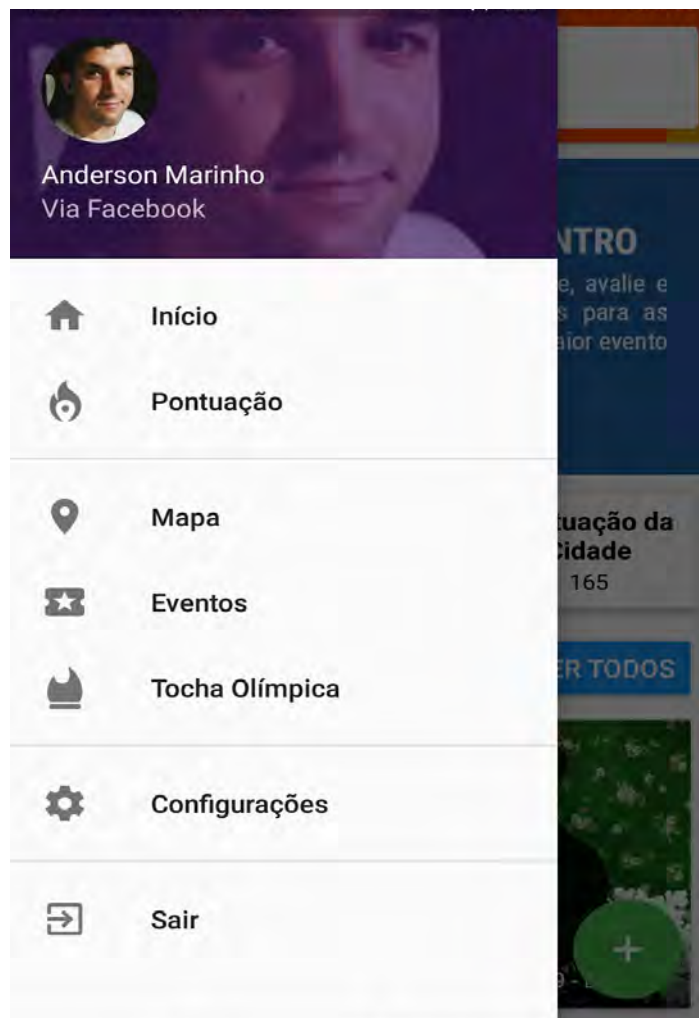 Anderson Marinho
Via Facebook
Início
Pontuação
Mapa
Eventos
Tocha Olímpica
Configurações
Sair
NTRO
e, avalie e
s para as
aior evento
tuação da
Cidade
165
ER TODOS
+